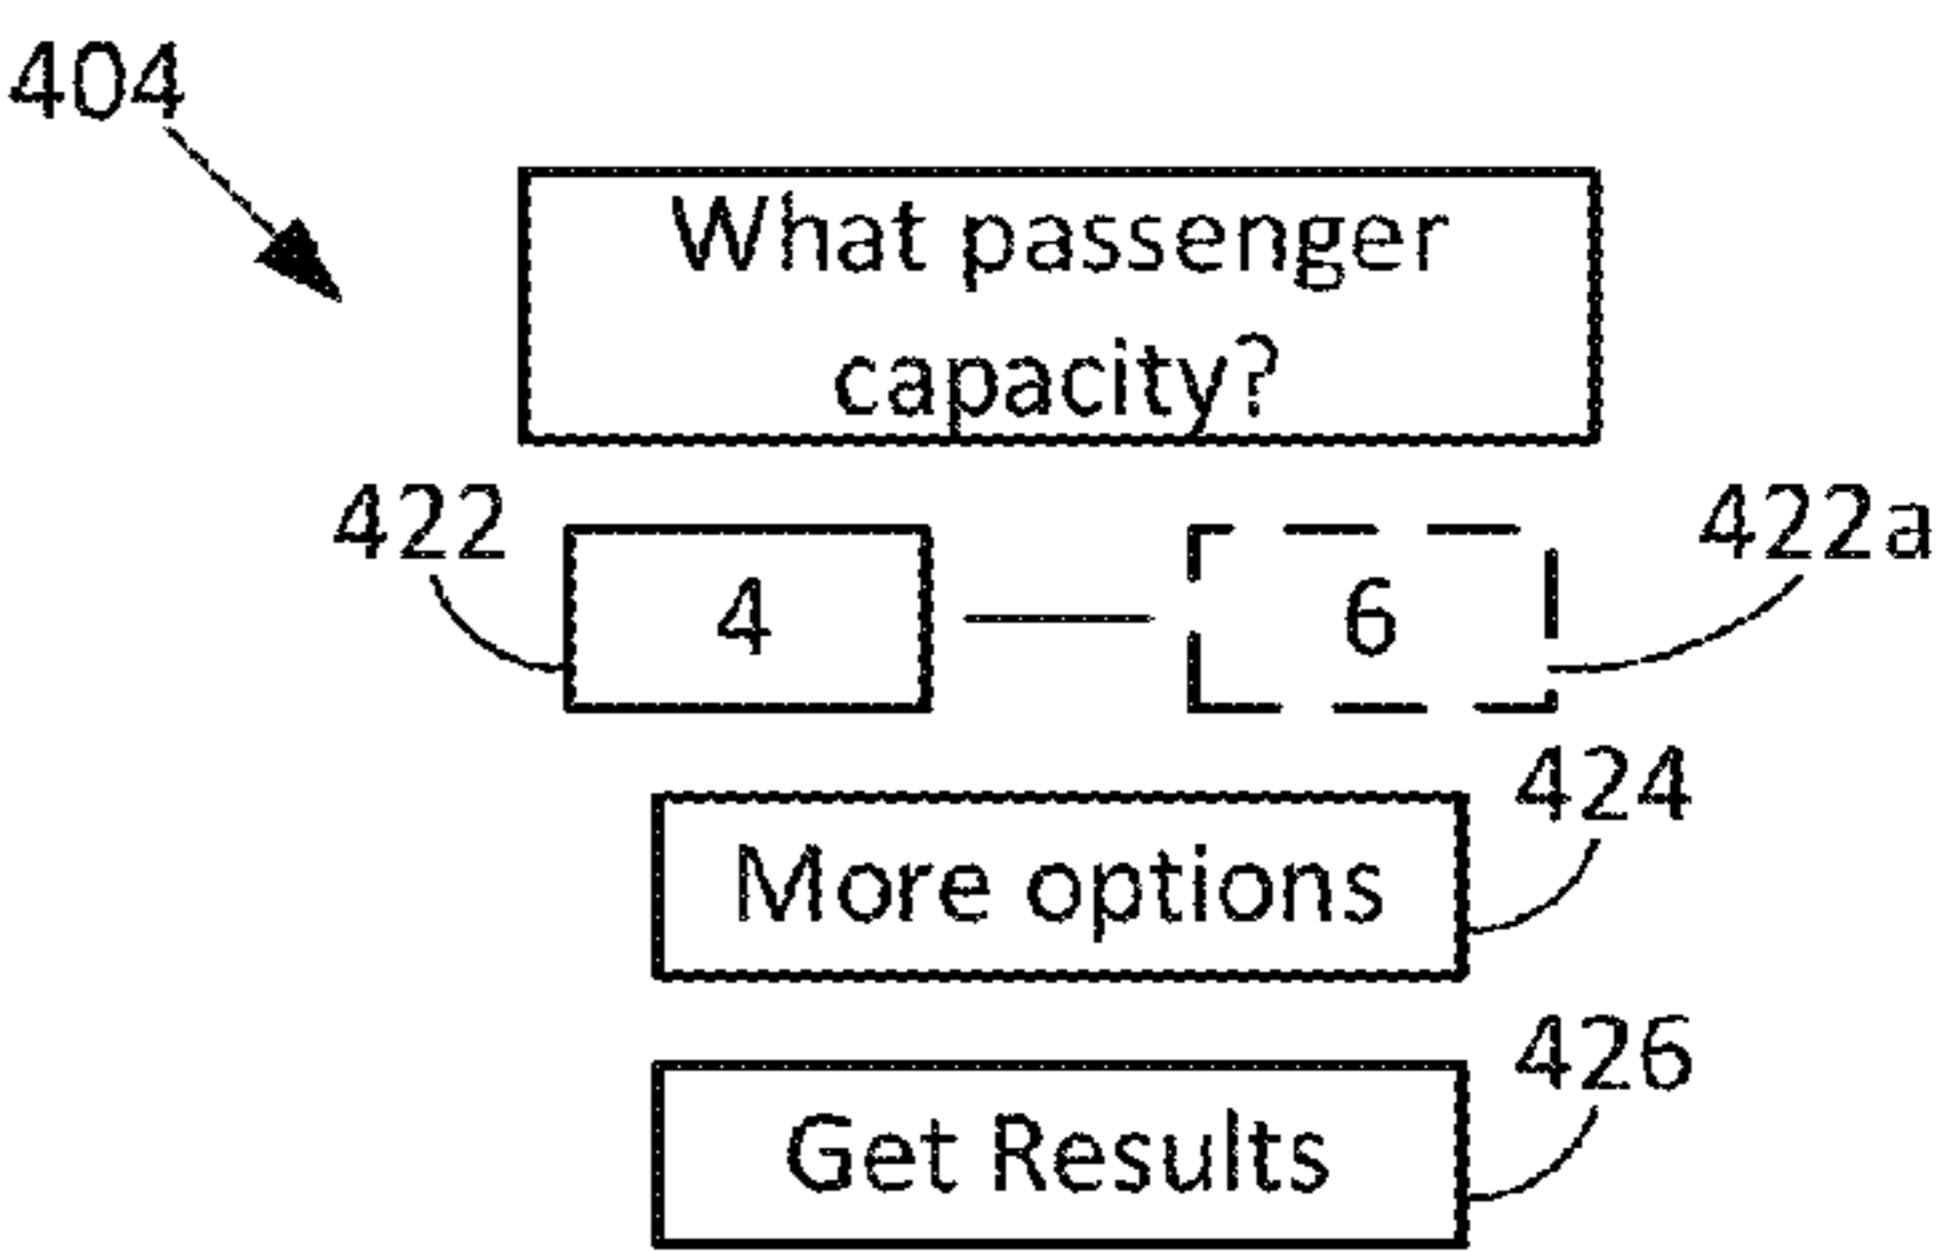 404
What passenger
capacity?
422
4
6
422a
424
More options
426
Get Results